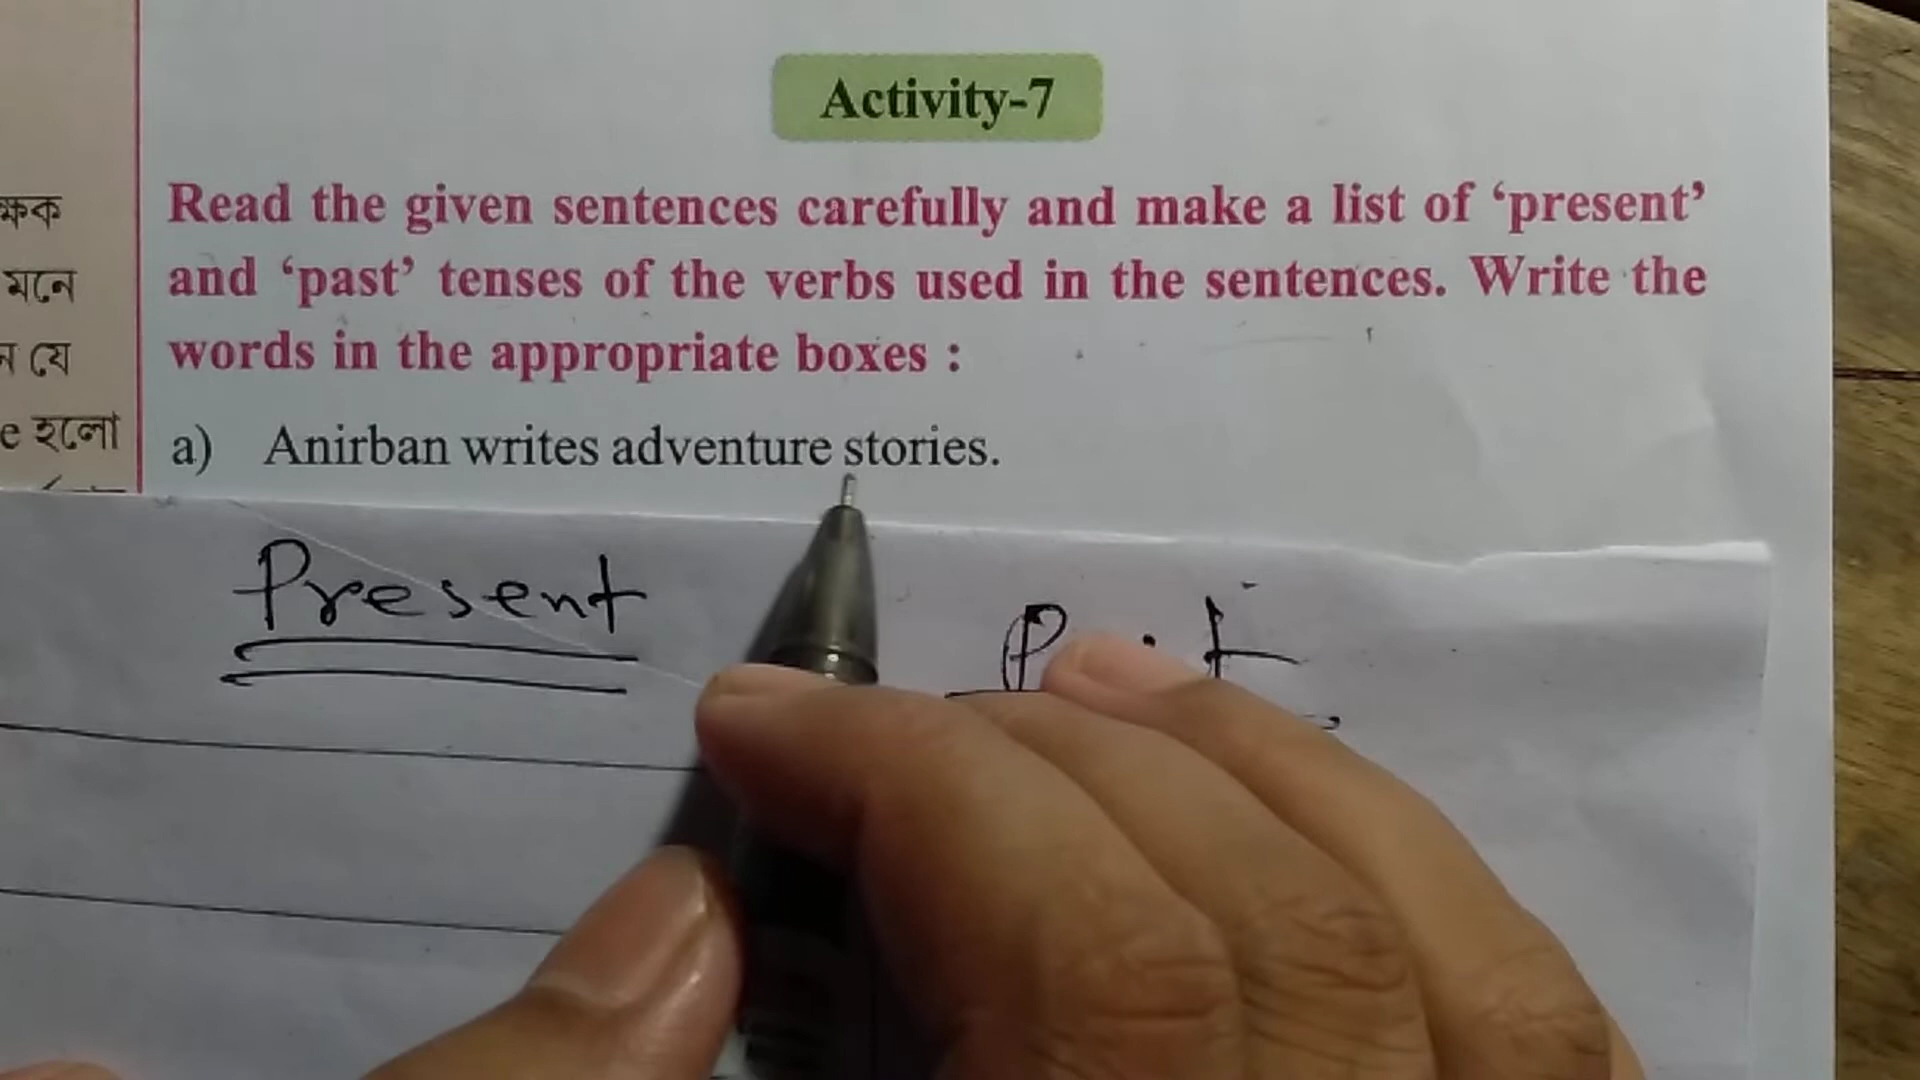 Activity-7
ক্ষক
Read the given sentences carefully and make a list of ‘present’
মনে
and ‘past’ tenses of the verbs used in the sentences. Write the
ন যে
words in the appropriate boxes :
e হলো
a) Anirban writes adventure stories.
Present